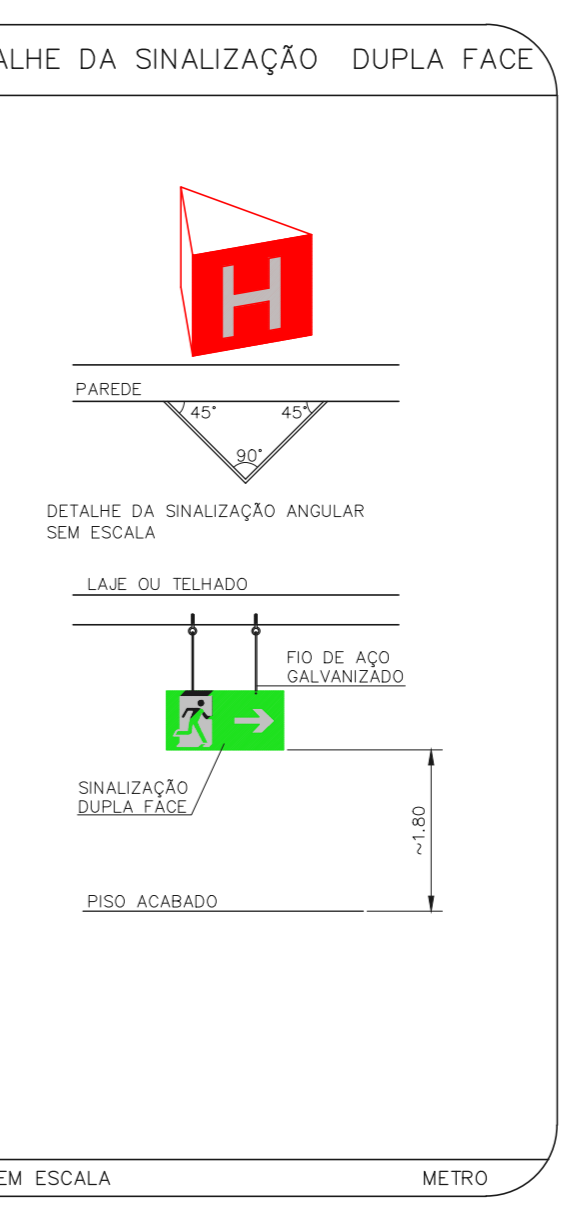 ALHE DA SINALIZAÇÃO DUPLA FACE
H
PAREDE
45°
45°
90°
DETALHE DA SINALIZAÇÃO ANGULAR
SEM ESCALA
LAJE OU TELHADO
FIO DE AÇO
GALVANIZADO
SINALIZAÇÃO
DUPLA FACE
~1.80
PISO ACABADO
EM ESCALA
METRO